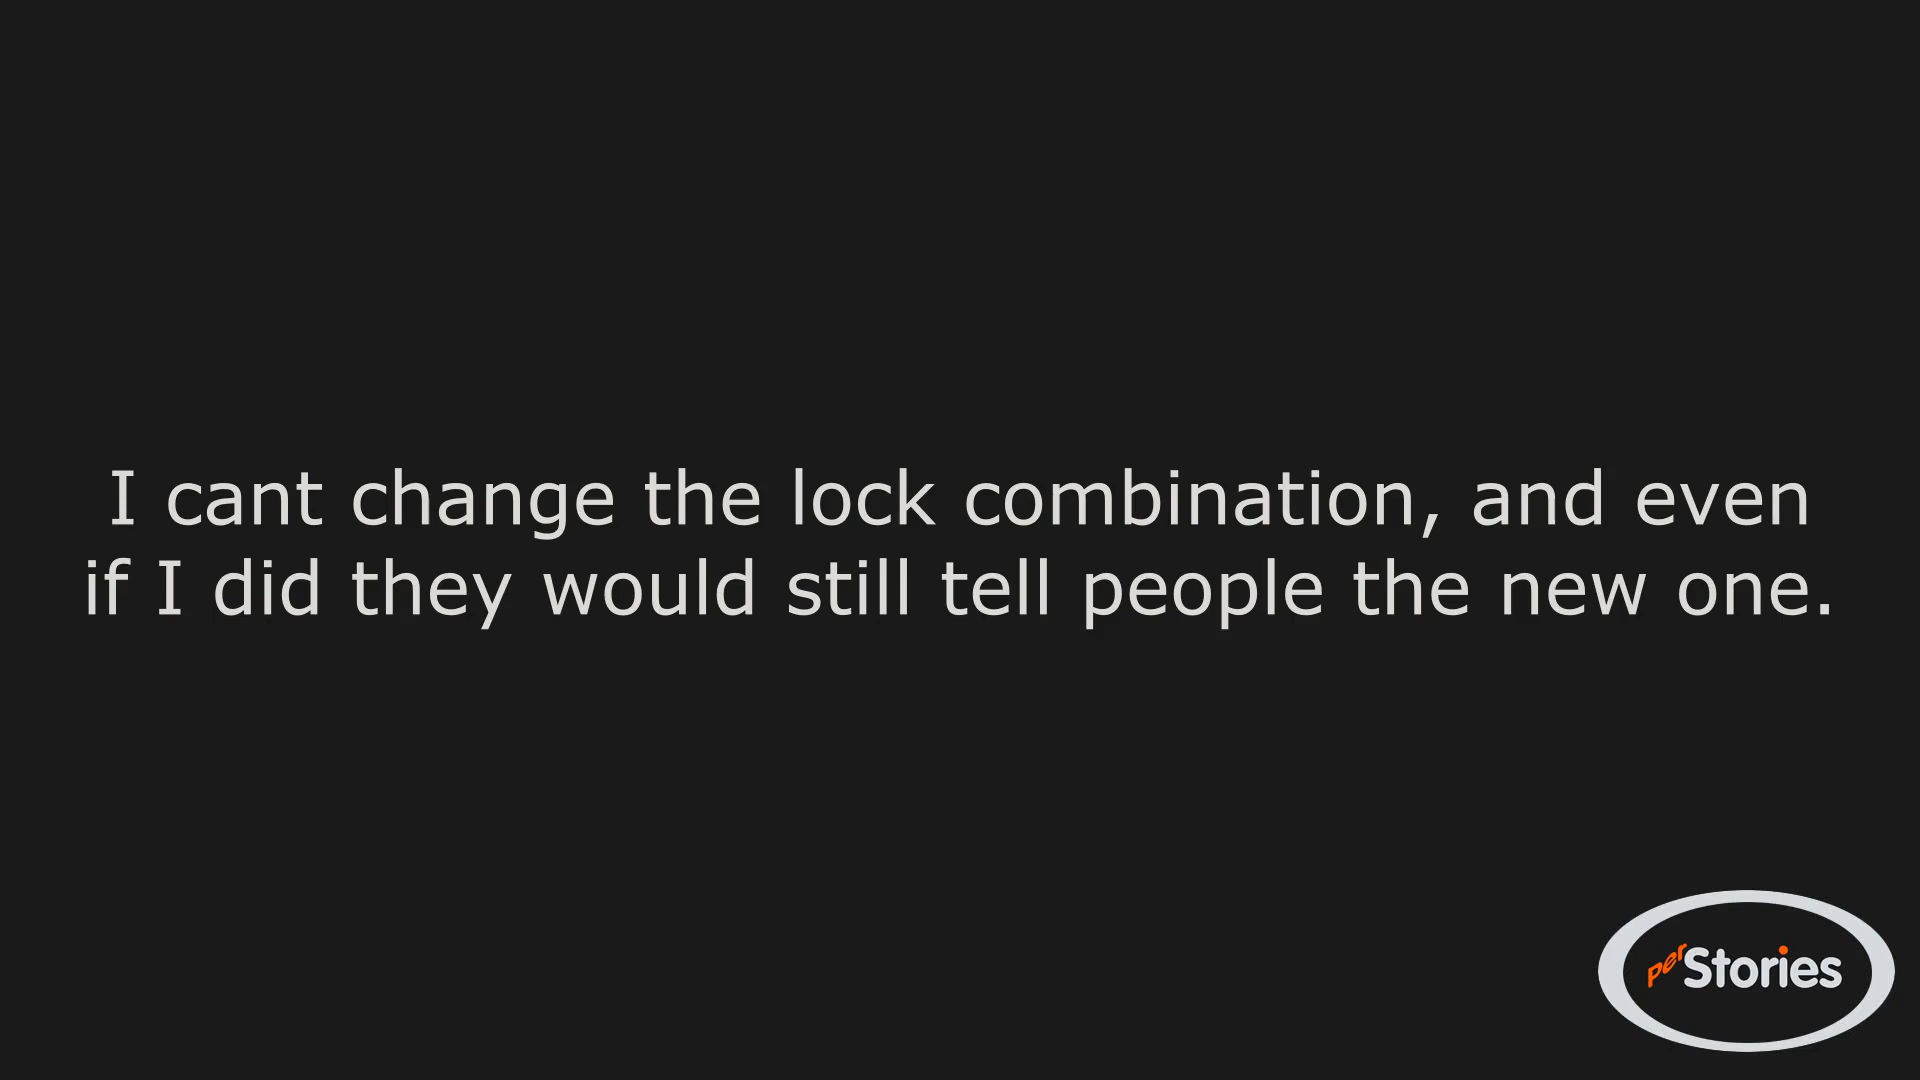 I cant change the lock combination, and even
if I did they would still tell people the new one.
perStories